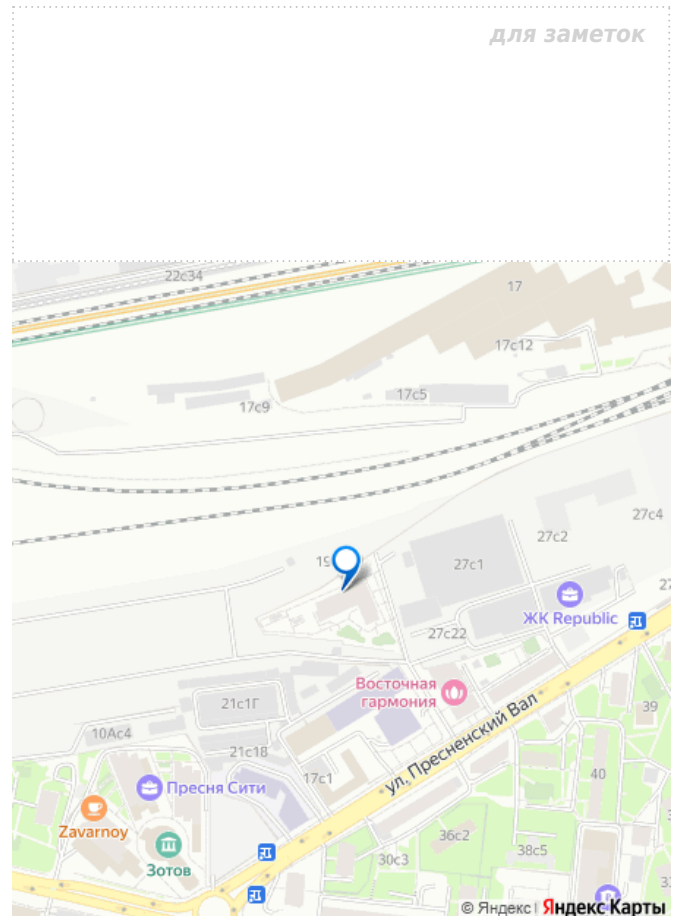 для заметок
22с34
17
17с12
17с5
17с9
27с4
27с2
27с1
ЖК Republic
27с22
Восточная
гармония
39
21с1Г
ул. Пресненский Вал
10Ас4
21с18
17с1
40
Пресня Сити
Zavarnoy
36с2
Зотов
38с5
30с3
© Яндекс | Яндекс Карты